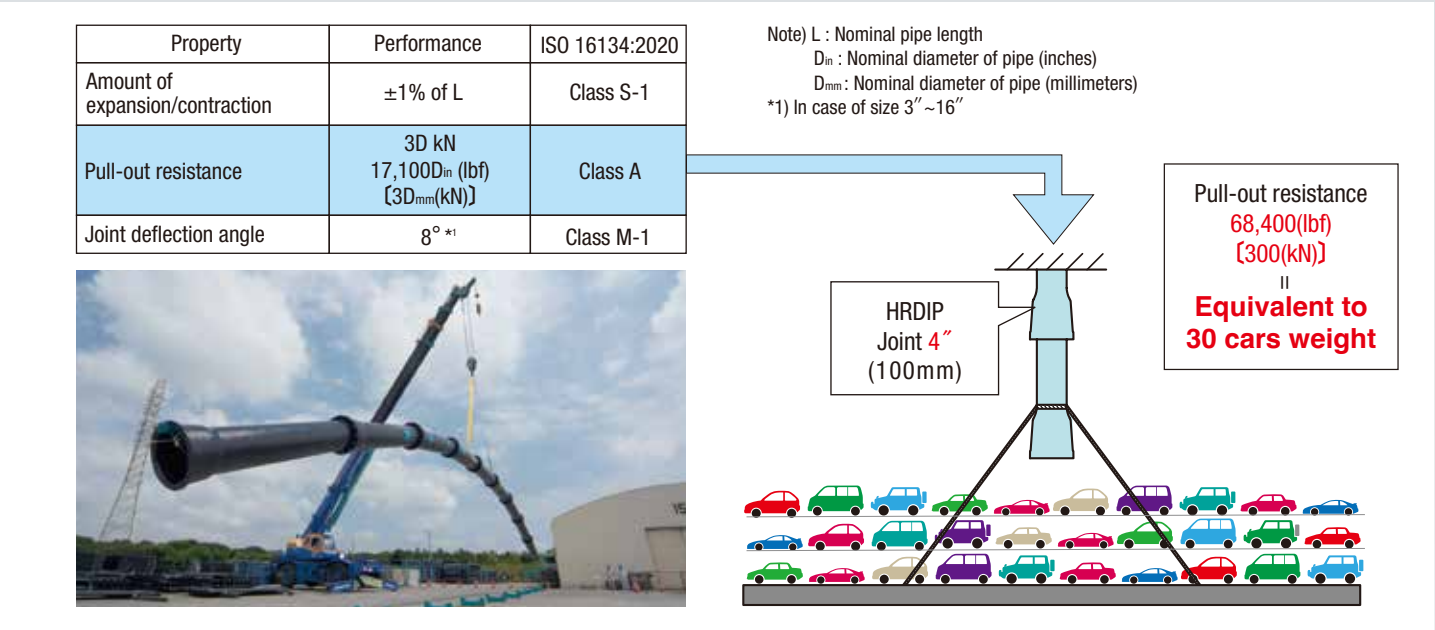 Property Performance ISO 16134:2020
Amount of
expansion/contraction
±1% of L
Class S-1
Pull-out resistance
3D kN
17,100Din (lbf)
〔3Dmm(kN)〕
Class A
Joint deflection angle
8° *1
Class M-1
Note) L : Nominal pipe length
Din : Nominal diameter of pipe (inches)
Dmm : Nominal diameter of pipe (millimeters)
*1) In case of size 3″~16″
HRDIP
Joint 4″
(100mm)
Pull-out resistance
68,400(lbf)
〔300(kN)〕
=
Equivalent to
30 cars weight